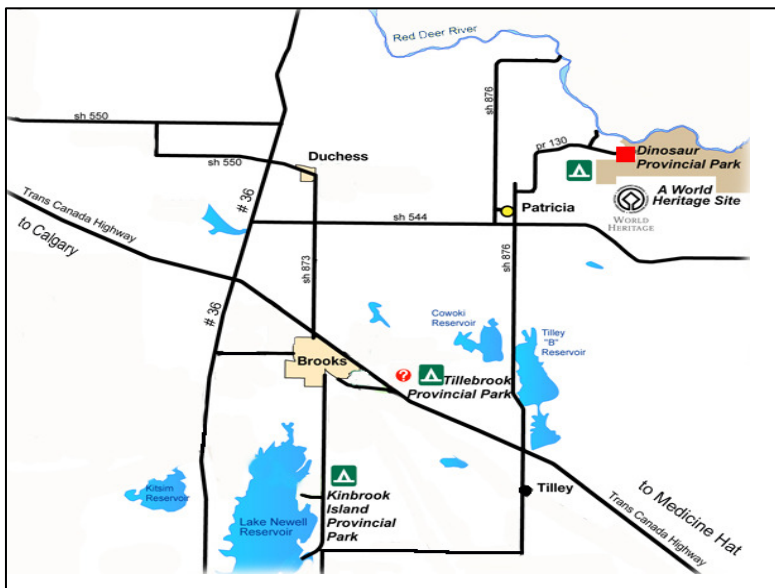 Red Deer River
sh 550
sh 876
# 36
pr 130
Dinosaur
Provincial Park
sh 550
Duchess
A World
Heritage Site
WORLD
HERITAGE
Patricia
Trans Canada Highway
to Calgary
sh 544
sh 873
sh 876
# 36
Cowoki
Reservoir
Tilley
"B"
Reservoir
Brooks
?
Tillebrook
Provincial Park
Kitsim
Reservoir
Lake Newell
Reservoir
Kinbrook
Island
Provincial
Park
Tilley
to Medicine Hat
Trans Canada Highway